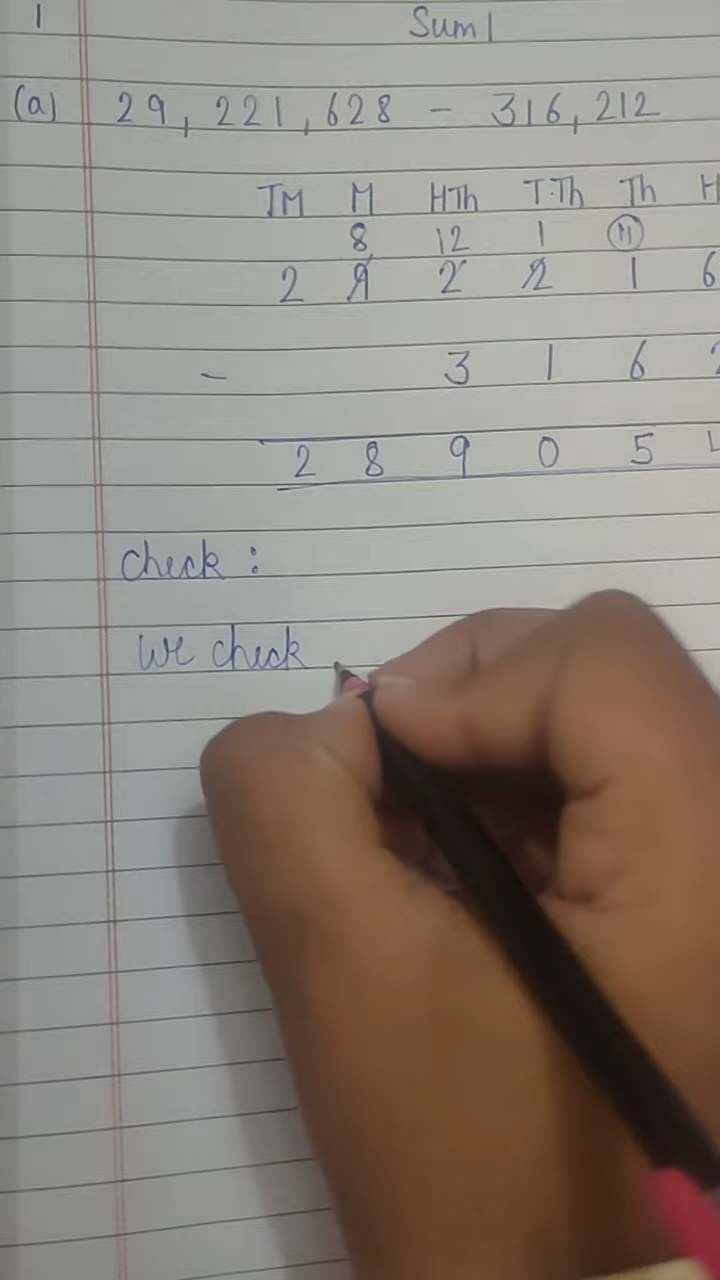 1 Sum 1
(a) 29,221,628 - 316,212
TM M HTh T.Th Th H
8 12 1 11
2 9 2 2 1 6
- 3 1 6
2 8 9 0 5
Check :
We check